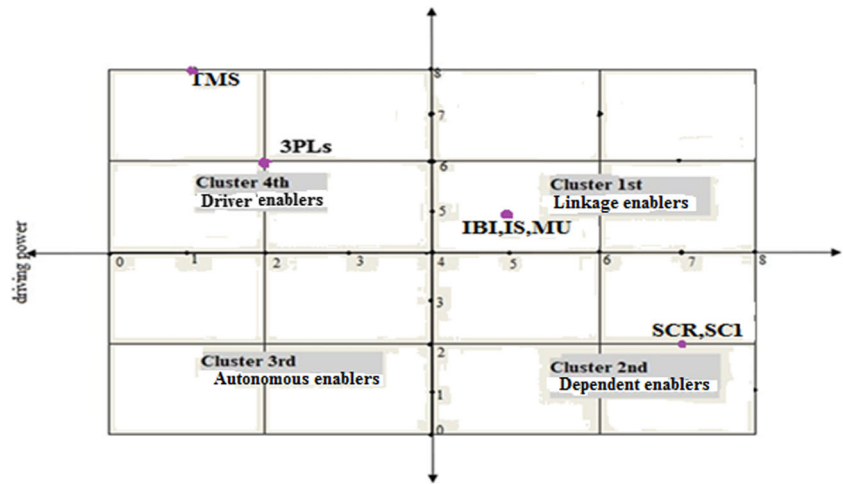 8
TMS
7
3PLs
6
Cluster 4th
Driver enablers
Cluster 1st
Linkage enablers
5
IBI,IS,MU
driving power
0 1 2 3 4 5 6 7 8
3
SCR,SC1
2
Cluster 3rd
Autonomous enablers
Cluster 2nd
Dependent enablers
1
0